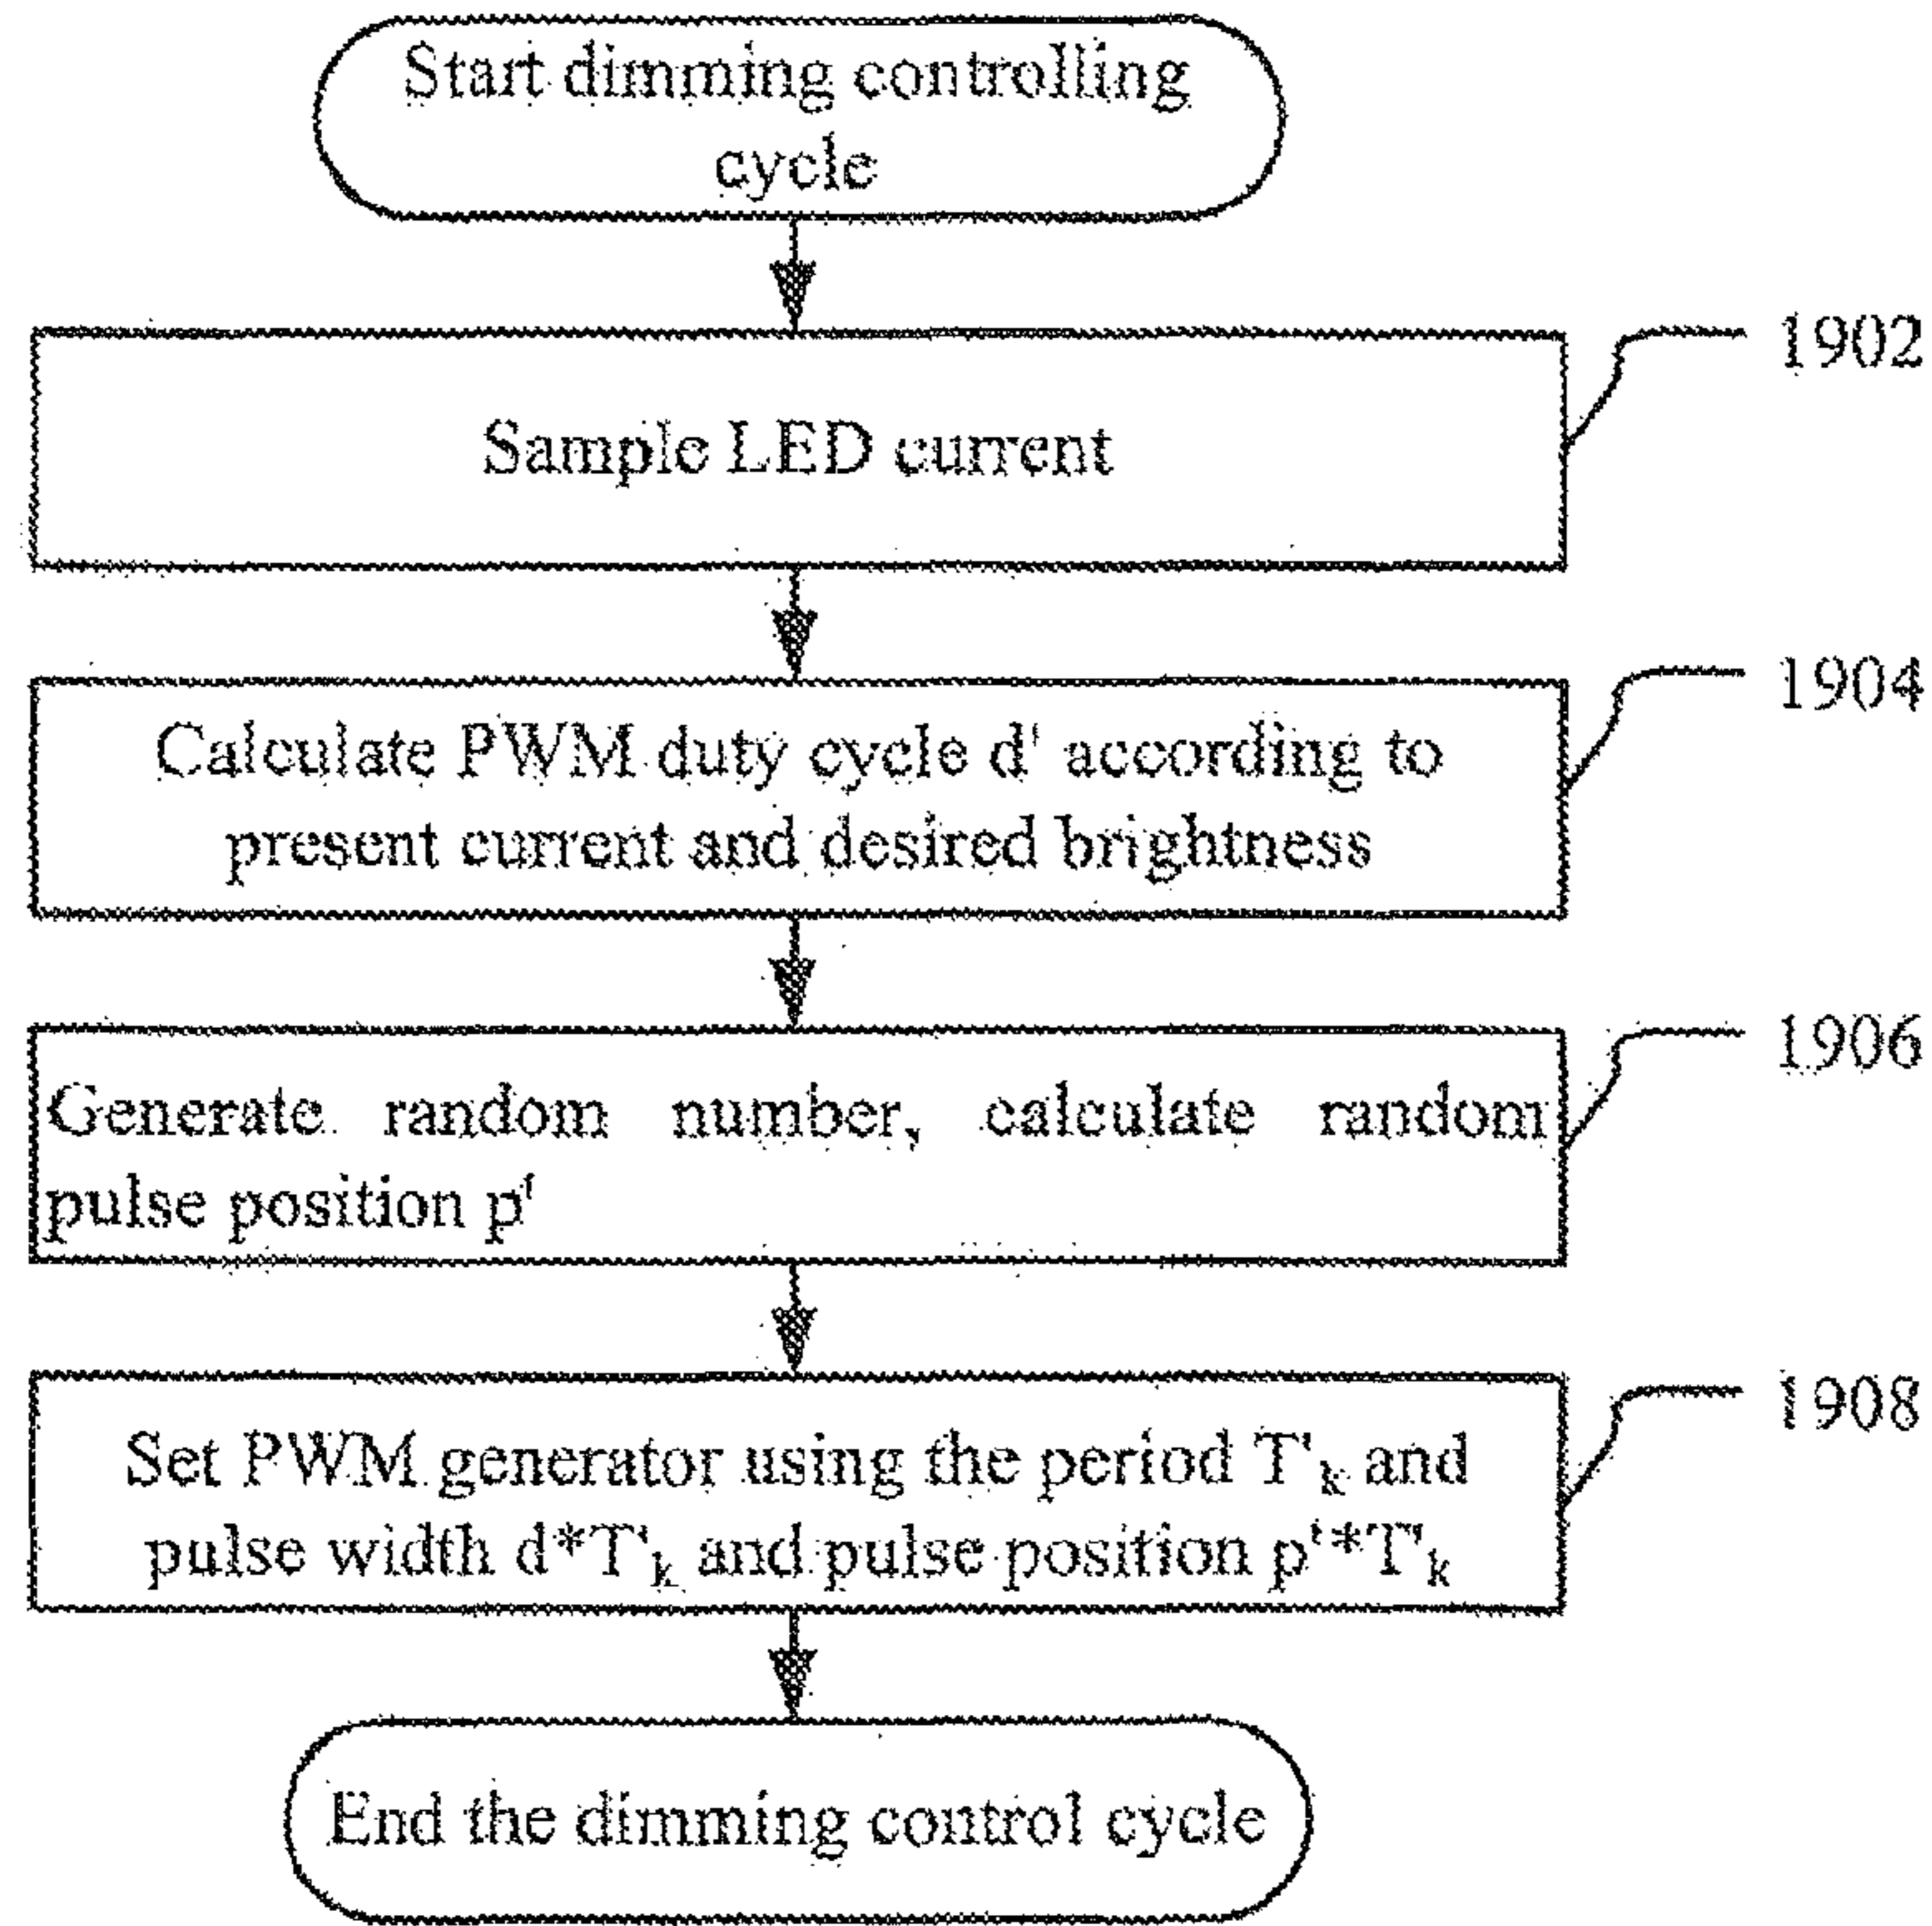 Start dimming controlling
cycle
1902
Sample LED current
1904
Calculate PWM duty cycle d' according to
present current and desired brightness
1906
Generate random number, calculate random
pulse position p'
1908
Set PWM generator using the period T'k and
pulse width d*T'k and pulse position p'*T'k
End the dimming control cycle